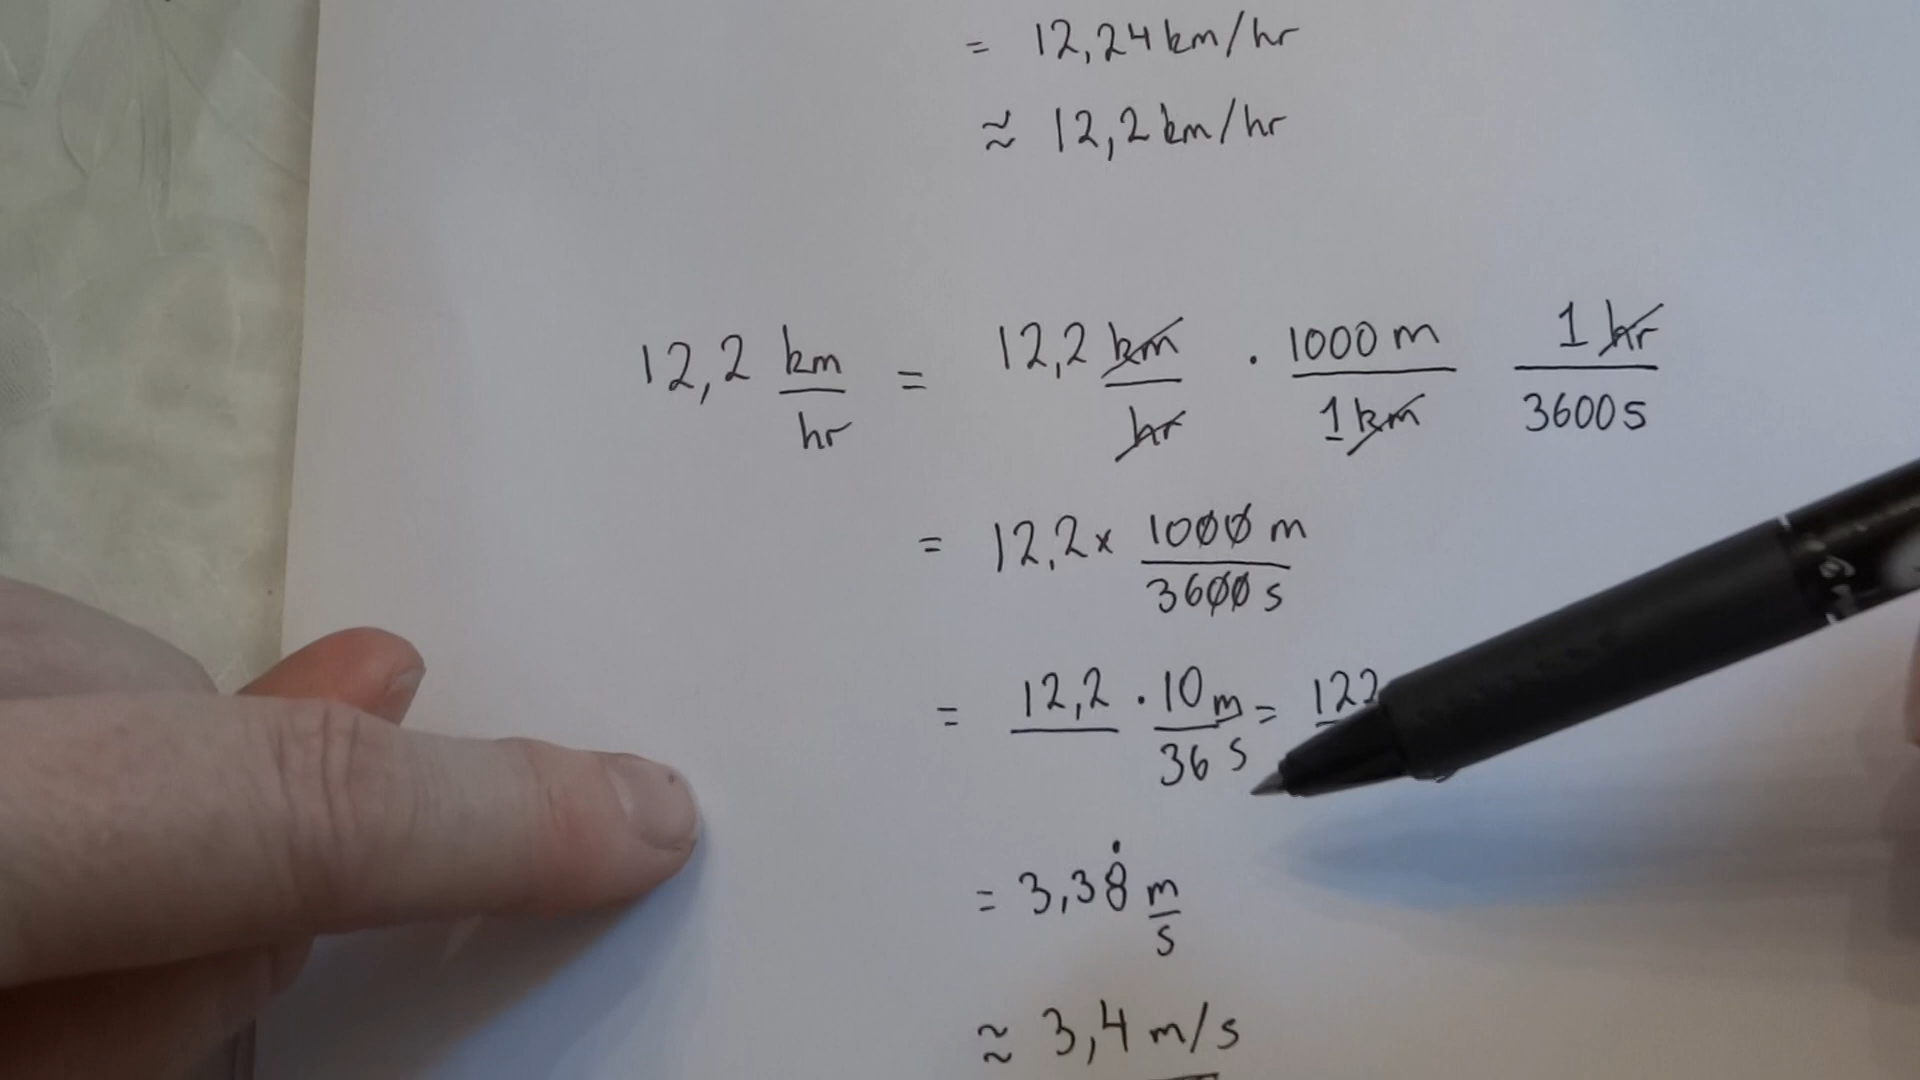 = 12,24 km/hr
≈ 12,2 km/hr
12,2 km/hr = 12,2 km/hr · 1000 m/1 km 1 hr/3600 s
= 12,2 × 1000 m/3600 s
= 12,2 · 10 m/36 s = 122
= 3,38̇ m/s
≈ 3,4 m/s